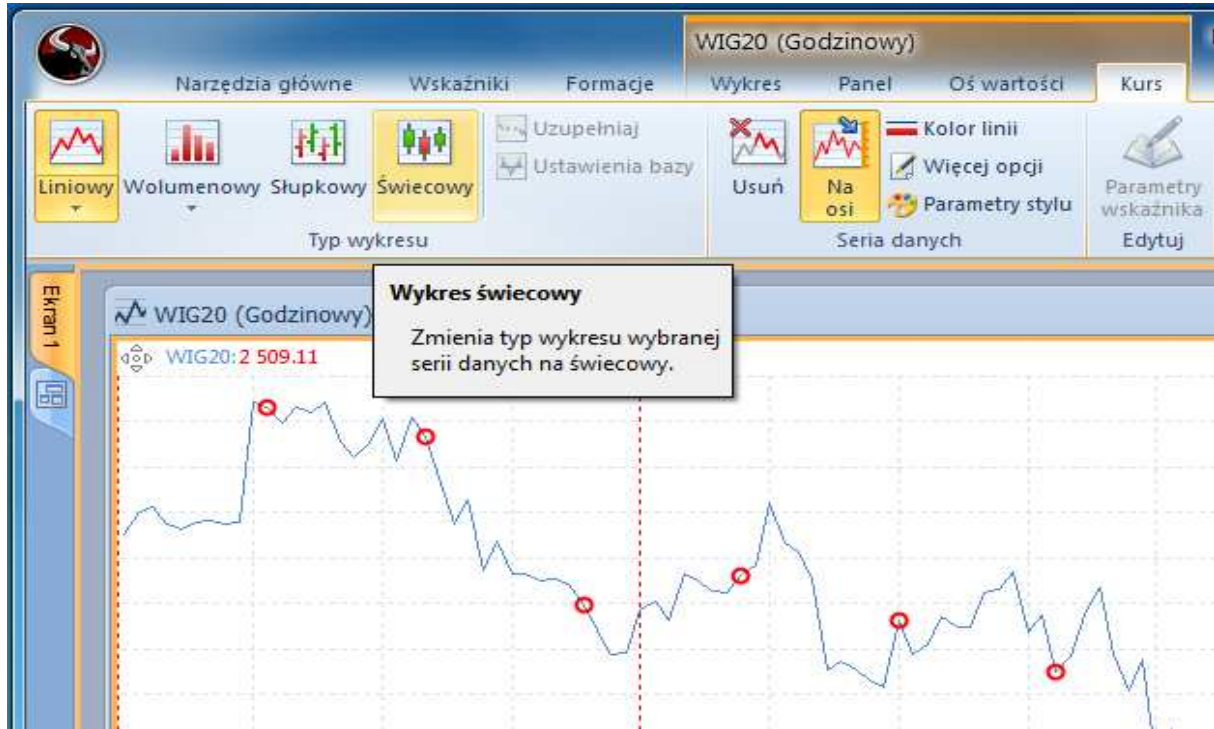 WIG20 (Godzinowy)
Narzędzia główne Wskaźniki Formacje Wykres Panel Oś wartości Kurs
Liniowy Wolumenowy Słupkowy Świecowy
Uzupełniaj
Ustawienia bazy
Usuń
Na osi
Kolor linii
Więcej opcji
Parametry stylu
Parametry wskaźnika
Typ wykresu Seria danych Edytuj
Ekran 1
WIG20 (Godzinowy)
Wykres świecowy
Zmienia typ wykresu wybranej
serii danych na świecowy.
WIG20: 2 509.11